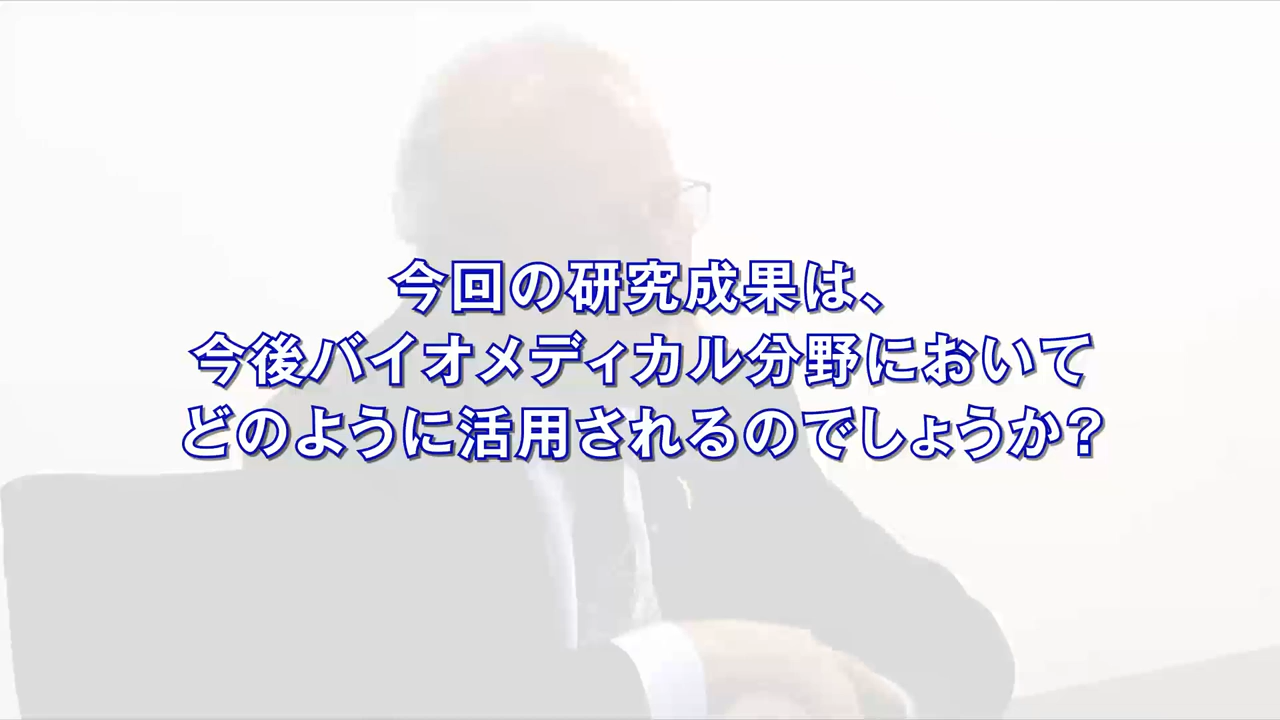 今回の研究成果は、
今後バイオメディカル分野において
どのように活用されるのでしょうか？